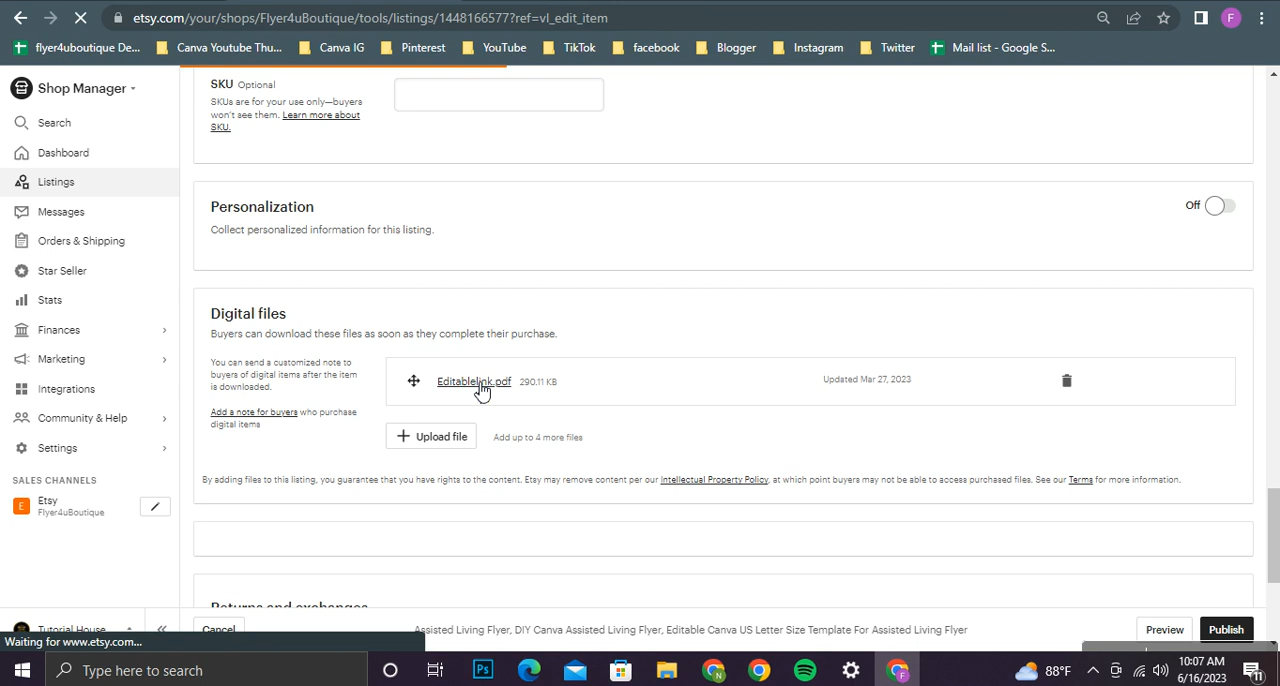 etsy.com/your/shops/Flyer4uBoutique/tools/listings/1448166577?ref=vl_edit_item F
flyer4uboutique De... Canva Youtube Thu... Canva IG Pinterest YouTube TikTok facebook Blogger Instagram Twitter Mail list - Google S...
Shop Manager
Search
Dashboard
Listings
Messages
Orders & Shipping
Star Seller
Stats
Finances
Marketing
Integrations
Community & Help
Settings
SALES CHANNELS
E Etsy
Flyer4uBoutique
SKU Optional
SKUs are for your use only—buyers
won't see them. Learn more about
SKU.
Personalization
Off
Collect personalized information for this listing.
Digital files
Buyers can download these files as soon as they complete their purchase.
You can send a customized note to
buyers of digital items after the item
is downloaded.
Add a note for buyers who purchase
digital items
Editablelink.pdf 290.11 KB Updated Mar 27, 2023
+ Upload file Add up to 4 more files
By adding files to this listing, you guarantee that you have rights to the content. Etsy may remove content per our Intellectual Property Policy, at which point buyers may not be able to access purchased files. See our Terms for more information.
Returns and exchanges
Tutorial House
Cancel
Assisted Living Flyer, DIY Canva Assisted Living Flyer, Editable Canva US Letter Size Template For Assisted Living Flyer
Preview Publish
Waiting for www.etsy.com...
Type here to search
Ps
N
F
88°F
10:07 AM
6/16/2023
11